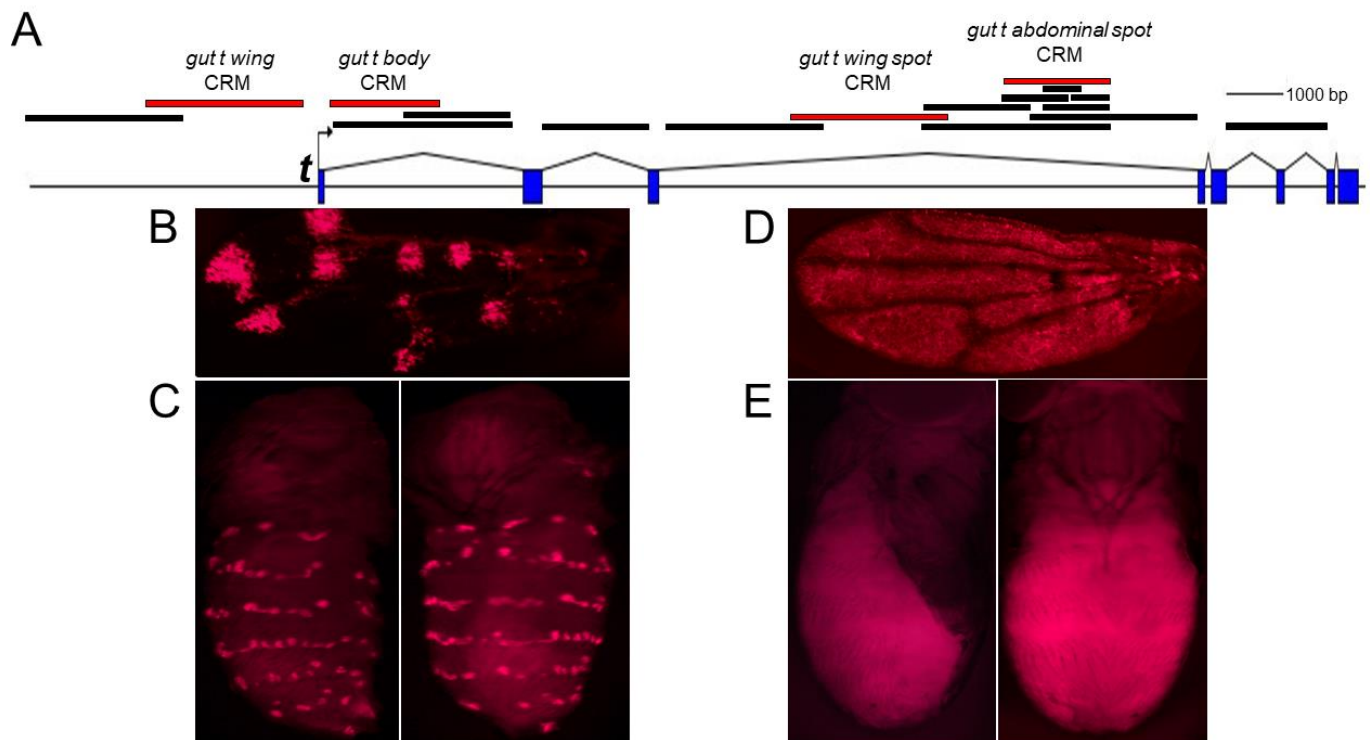 A
gut t wing
CRM
gut t body
CRM
gut t wing spot
CRM
gut t abdominal spot
CRM
1000 bp
t
B
D
C
E